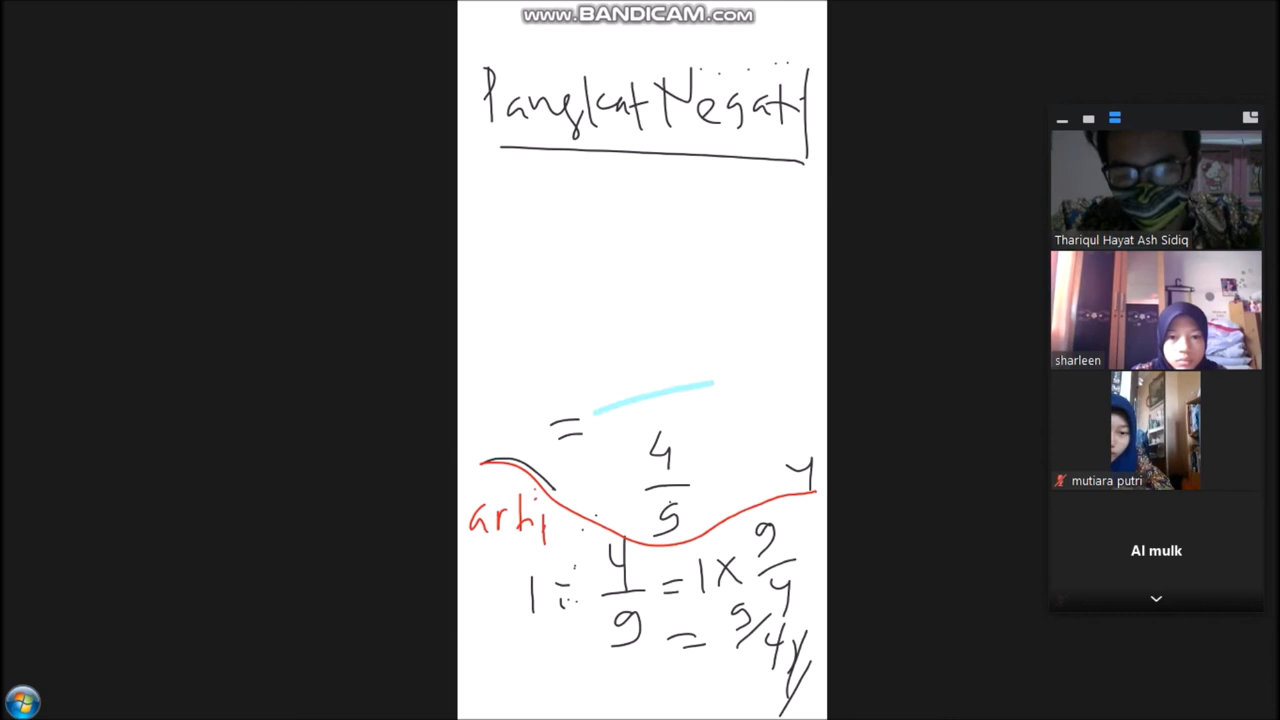 www.BANDICAM.com
Pangkat Negatif
=
4
5
4
arti
1 ÷ 4/9 = 1 × 9/4
= 9/4
Thariqul Hayat Ash Sidiq
sharleen
mutiara putri
Al mulk